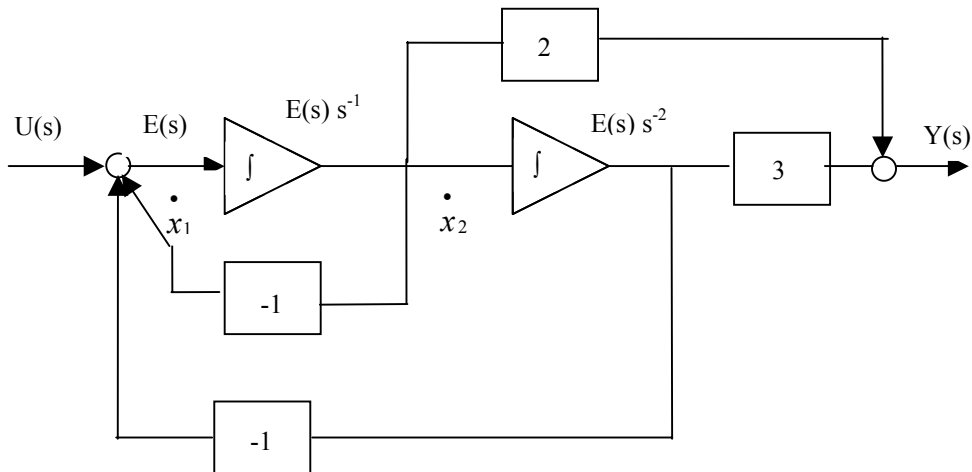 2
U(s)
E(s)
E(s) s⁻¹
E(s) s⁻²
Y(s)
∫
∫
3
ẋ₁
ẋ₂
-1
-1